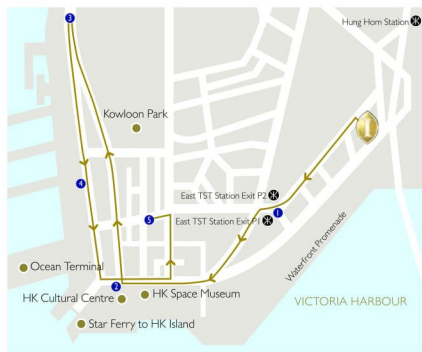 Hung Hom Station
3
Kowloon Park
1
4
East TST Station Exit P2
1
5
East TST Station Exit P1
Waterfront Promenade
Ocean Terminal
2
HK Cultural Centre
HK Space Museum
VICTORIA HARBOUR
Star Ferry to HK Island